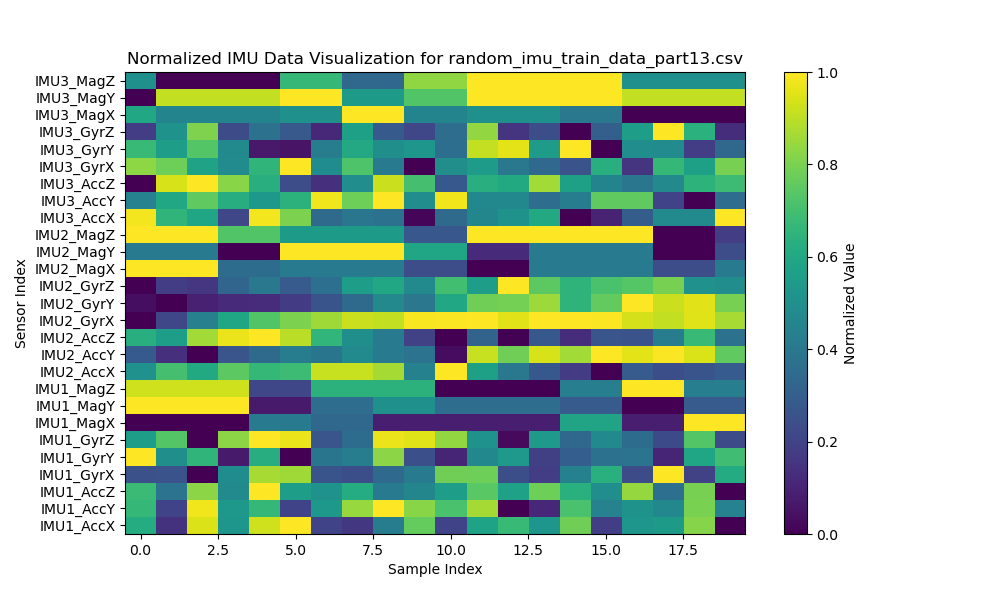 Normalized IMU Data Visualization for random_imu_train_data_part13.csv
IMU3_MagZ
IMU3_MagY
IMU3_MagX
IMU3_GyrZ
IMU3_GyrY
IMU3_GyrX
IMU3_AccZ
IMU3_AccY
IMU3_AccX
IMU2_MagZ
IMU2_MagY
IMU2_MagX
IMU2_GyrZ
IMU2_GyrY
IMU2_GyrX
IMU2_AccZ
IMU2_AccY
IMU2_AccX
IMU1_MagZ
IMU1_MagY
IMU1_MagX
IMU1_GyrZ
IMU1_GyrY
IMU1_GyrX
IMU1_AccZ
IMU1_AccY
IMU1_AccX
Sensor Index
0.0 2.5 5.0 7.5 10.0 12.5 15.0 17.5
Sample Index
1.0
0.8
0.6
0.4
0.2
0.0
Normalized Value